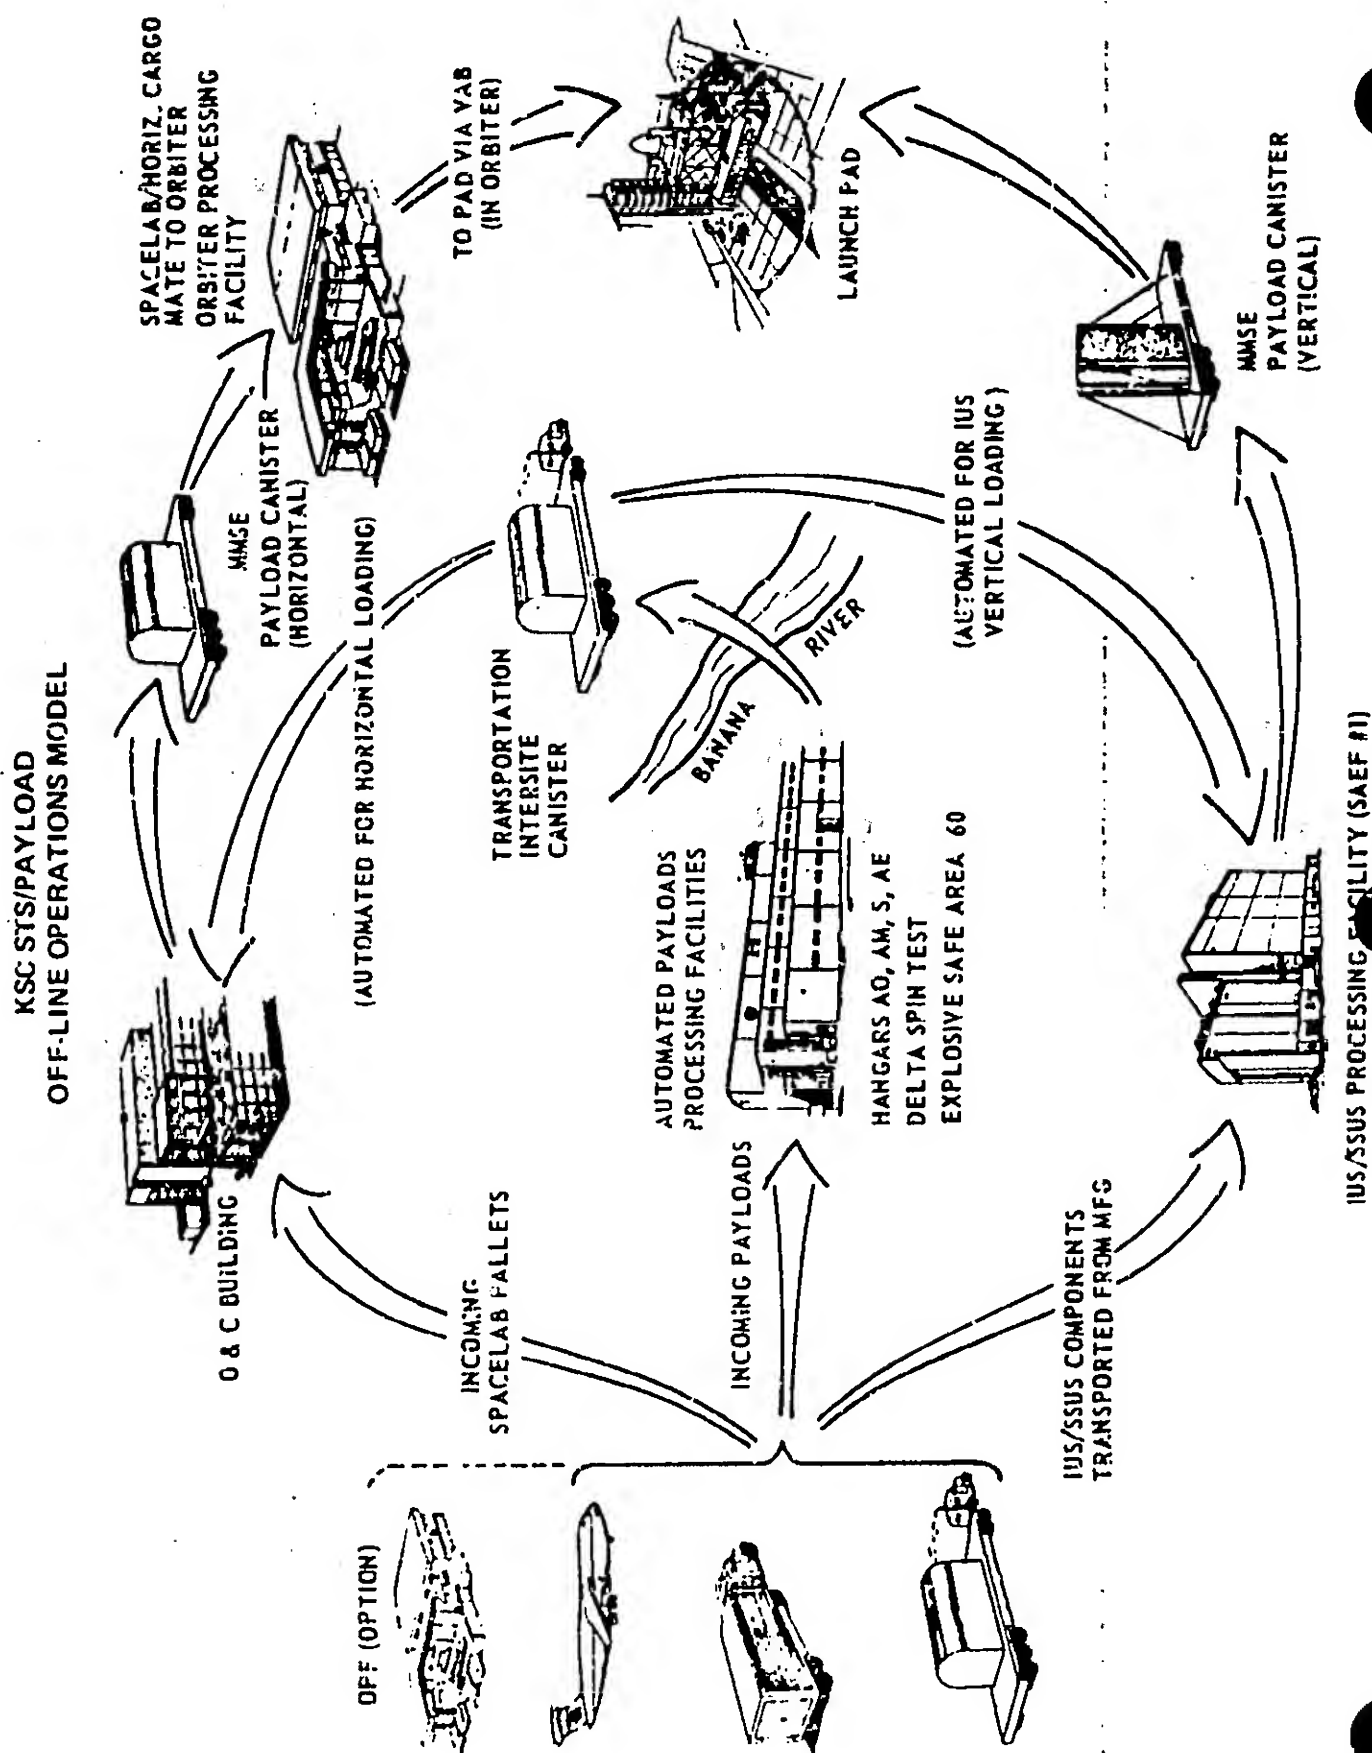 KSC STS/PAYLOAD
OFF-LINE OPERATIONS MODEL
OPF (OPTION)
INCOMING
SPACELAB PALLETS
O & C BUILDING
MMSE
PAYLOAD CANISTER
(HORIZONTAL)
SPACELAB/HORIZ. CARGO
MATE TO ORBITER
ORBITER PROCESSING
FACILITY
(AUTOMATED FOR HORIZONTAL LOADING)
TO PAD VIA VAB
(IN ORBITER)
TRANSPORTATION
INTERSITE
CANISTER
INCOMING PAYLOADS
AUTOMATED PAYLOADS
PROCESSING FACILITIES
BANANA
RIVER
LAUNCH PAD
HANGARS AO, AM, S, AE
DELTA SPIN TEST
EXPLOSIVE SAFE AREA 60
(AUTOMATED FOR IUS
VERTICAL LOADING)
IUS/SSUS COMPONENTS
TRANSPORTED FROM MFG
MMSE
PAYLOAD CANISTER
(VERTICAL)
IUS/SSUS PROCESSING FACILITY (SAEF #1)